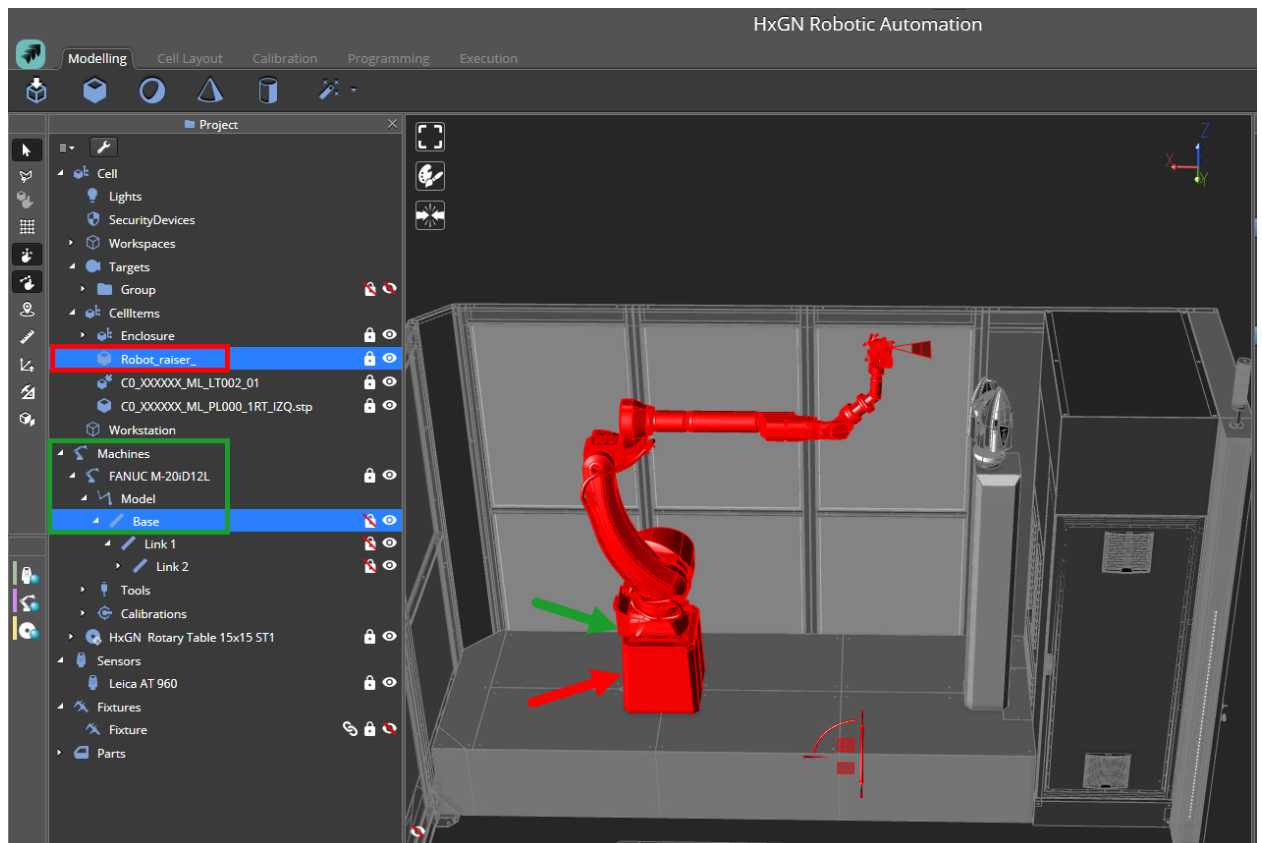 HxGN Robotic Automation
Modelling Cell Layout Calibration Programming Execution
Project
Cell
Lights
SecurityDevices
Workspaces
Targets
Group
CellItems
Enclosure
Robot_raiser_
C0_XXXXXX_ML_LT002_01
C0_XXXXXX_ML_PL000_1RT_IZQ.stp
Workstation
Machines
FANUC M-20iD12L
Model
Base
Link 1
Link 2
Tools
Calibrations
HxGN Rotary Table 15x15 ST1
Sensors
Leica AT 960
Fixtures
Fixture
Parts
Z
X
Y